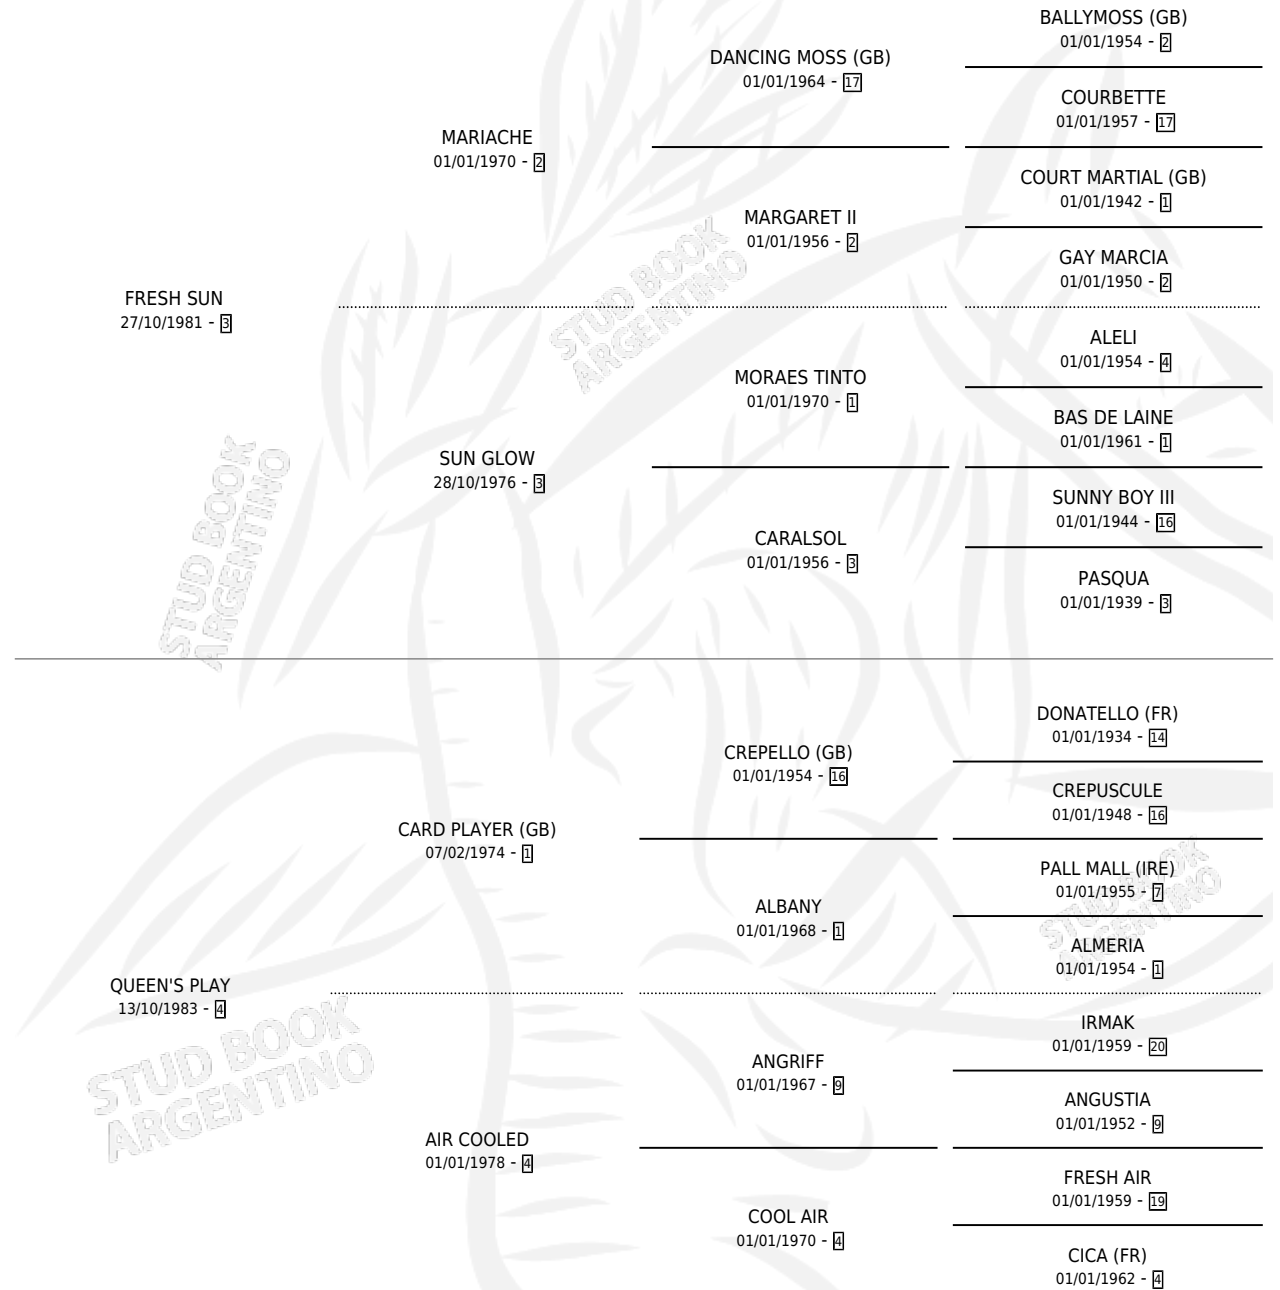 BALLYMOSS (GB)
01/01/1954 - 2
DANCING MOSS (GB)
01/01/1964 - 17
COURBETTE
01/01/1957 - 17
MARIACHE
01/01/1970 - 2
COURT MARTIAL (GB)
01/01/1942 - 1
MARGARET II
01/01/1956 - 2
GAY MARCIA
01/01/1950 - 2
FRESH SUN
27/10/1981 - 3
ALELI
01/01/1954 - 4
MORAES TINTO
01/01/1970 - 1
BAS DE LAINE
01/01/1961 - 1
SUN GLOW
28/10/1976 - 3
SUNNY BOY III
01/01/1944 - 16
CARALSOL
01/01/1956 - 3
PASQUA
01/01/1939 - 3
DONATELLO (FR)
01/01/1934 - 14
CREPELLO (GB)
01/01/1954 - 16
CREPUSCULE
01/01/1948 - 16
CARD PLAYER (GB)
07/02/1974 - 1
PALL MALL (IRE)
01/01/1955 - 7
ALBANY
01/01/1968 - 1
ALMERIA
01/01/1954 - 1
QUEEN'S PLAY
13/10/1983 - 4
IRMAK
01/01/1959 - 20
ANGRIFF
01/01/1967 - 9
ANGUSTIA
01/01/1952 - 9
AIR COOLED
01/01/1978 - 4
FRESH AIR
01/01/1959 - 19
COOL AIR
01/01/1970 - 4
CICA (FR)
01/01/1962 - 4
STUD BOOK
ARGENTINO
STUD BOOK
ARGENTINO
STUD BOOK
ARGENTINO
STUD BOOK
ARGENTINO